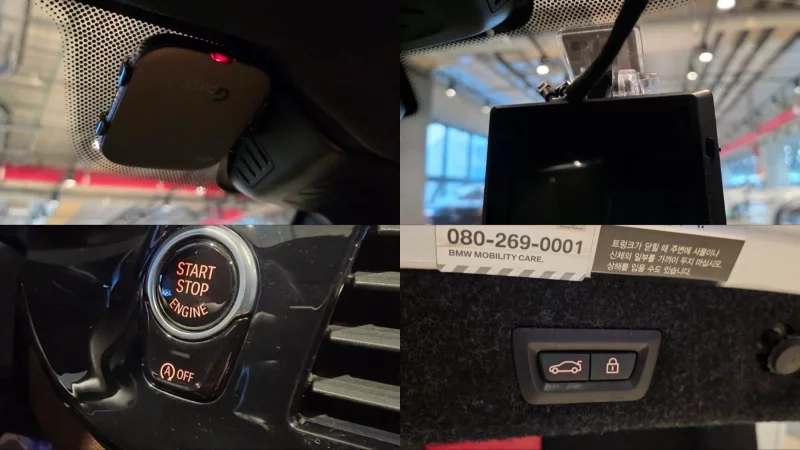 START
STOP
ENGINE
A OFF
080-269-0001
BMW MOBILITY CARE.
트렁크가 닫힐 때 주변에 사물이나
신체의 일부를 가까이 두지 마십시오.
상해를 입을 수도 있습니다.